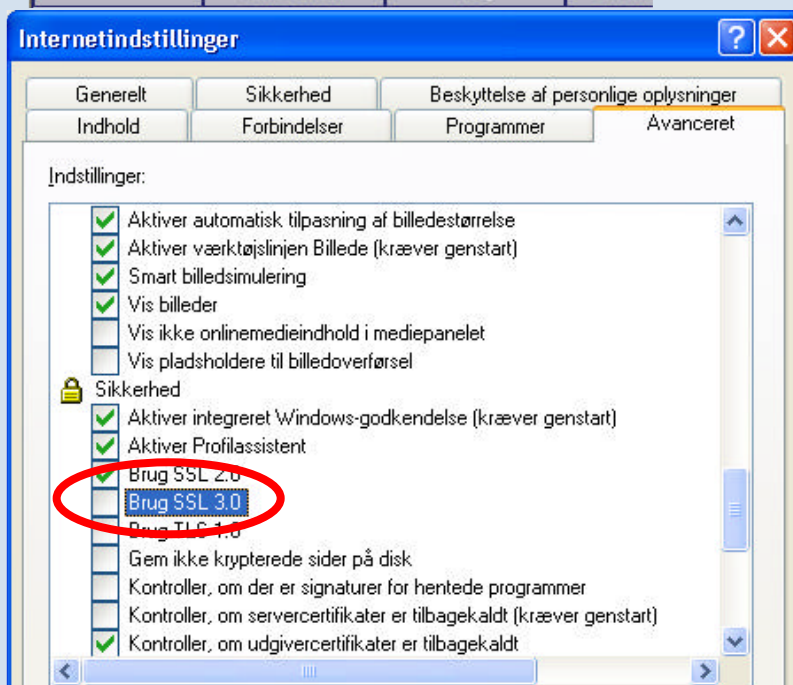 Internetindstillinger
Generelt Sikkerhed Beskyttelse af personlige oplysninger
Indhold Forbindelser Programmer Avanceret
Indstillinger:
Aktiver automatisk tilpasning af billedestørrelse
Aktiver værktøjslinjen Billede (kræver genstart)
Smart billedsimulering
Vis billeder
Vis ikke onlinemedieindhold i mediepanelet
Vis pladsholdere til billedoverførsel
Sikkerhed
Aktiver integreret Windows-godkendelse (kræver genstart)
Aktiver Profilassistent
Brug SSL 2.0
Brug SSL 3.0
Brug TLS 1.0
Gem ikke krypterede sider på disk
Kontroller, om der er signaturer for hentede programmer
Kontroller, om servercertifikater er tilbagekaldt (kræver genstart)
Kontroller, om udgivercertifikater er tilbagekaldt